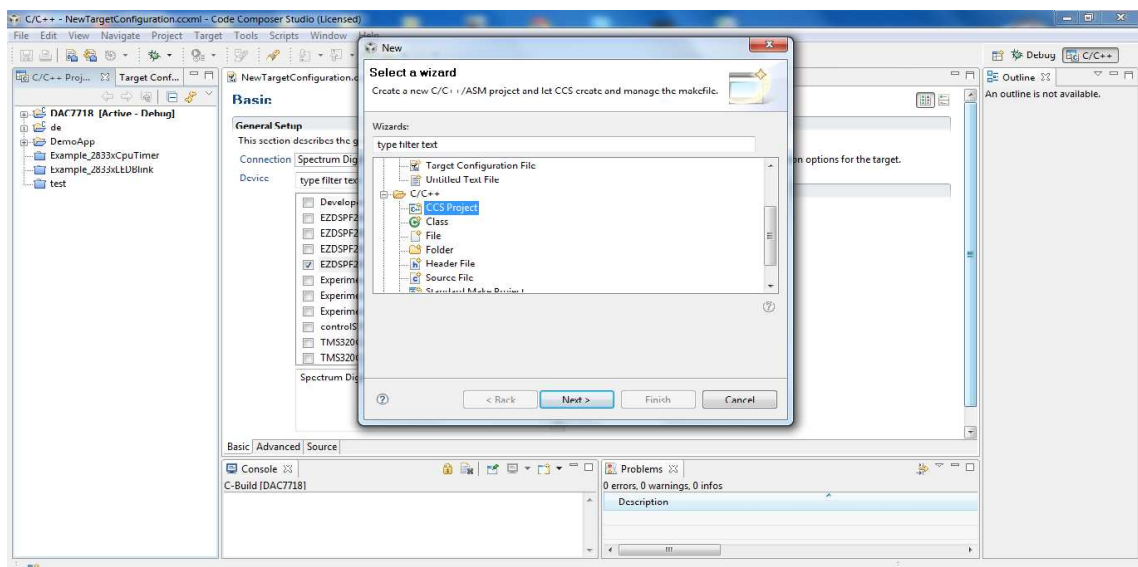 C/C++ - NewTargetConfiguration.ccxml - Code Composer Studio (Licensed)
File Edit View Navigate Project Target Tools Scripts Window Help
Debug C/C++
C/C++ Proj... Target Conf...
DAC7718 [Active - Debug]
de
DemoApp
Example_2833xCpuTimer
Example_2833xLEDBlink
test
NewTargetConfiguration.c
Basic
General Setup
This section describes the g
on options for the target.
Connection Spectrum Dig
Device type filter tex
Develop
EZDSPF2
EZDSPF2
EZDSPF2
EZDSPF2
Experime
Experime
Experime
controlS
TMS320
TMS320
Spectrum Dig
Basic Advanced Source
New
Select a wizard
Create a new C/C++/ASM project and let CCS create and manage the makefile.
Wizards:
type filter text
Target Configuration File
Untitled Text File
C/C++
CCS Project
Class
File
Folder
Header File
Source File
Standard Make Project
< Back Next > Finish Cancel
Outline
An outline is not available.
Console
C-Build [DAC7718]
Problems
0 errors, 0 warnings, 0 infos
Description